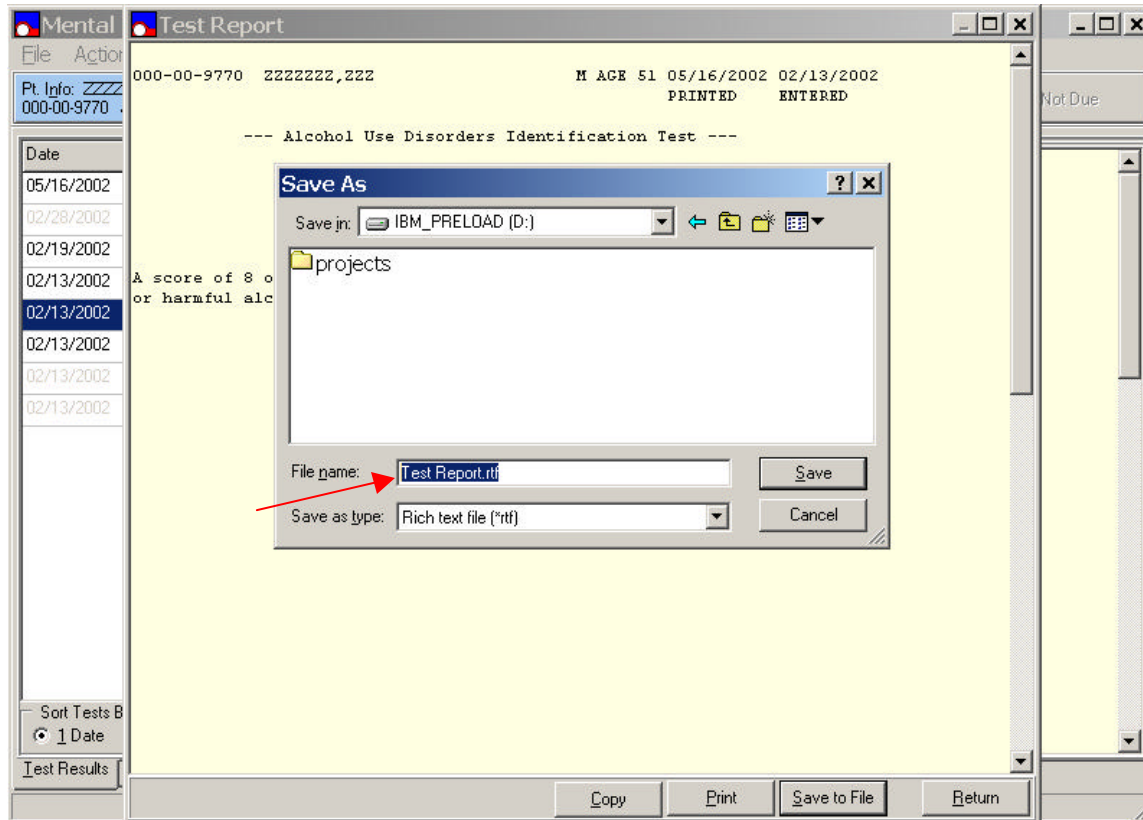 Mental
Test Report
File Action
000-00-9770 ZZZZZZZ,ZZZ M AGE 51 05/16/2002 02/13/2002
PRINTED ENTERED
Pt. Info: ZZZZ
000-00-9770
Not Due
--- Alcohol Use Disorders Identification Test ---
Date
05/16/2002
02/28/2002
02/19/2002
02/13/2002
02/13/2002
02/13/2002
02/13/2002
02/13/2002
A score of 8 o
or harmful alc
Save As
Save in: IBM_PRELOAD (D:)
projects
File name: Test Report.rtf Save
Save as type: Rich text file (*rtf) Cancel
Sort Tests B
1 Date
Test Results
Copy Print Save to File Return